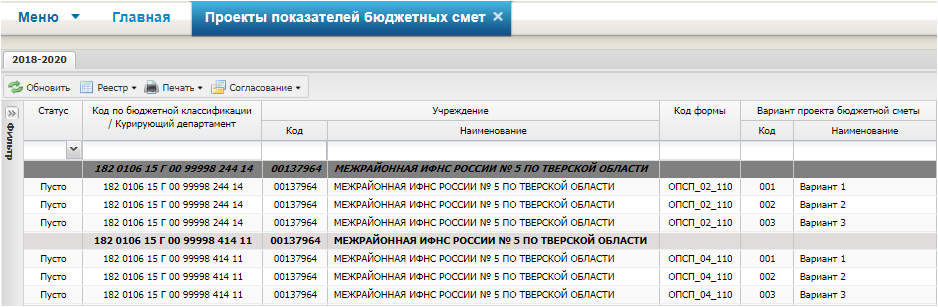 Меню Главная Проекты показателей бюджетных смет
2018-2020
Обновить Реестр Печать Согласование
Фильтр
Статус Код по бюджетной классификации / Курирующий департамент Учреждение Код формы Вариант проекта бюджетной сметы
Код Наименование Код Наименование
182 0106 15 Г 00 99998 244 14 00137964 МЕЖРАЙОННАЯ ИФНС РОССИИ № 5 ПО ТВЕРСКОЙ ОБЛАСТИ
Пусто 182 0106 15 Г 00 99998 244 14 00137964 МЕЖРАЙОННАЯ ИФНС РОССИИ № 5 ПО ТВЕРСКОЙ ОБЛАСТИ ОПСП_02_110 001 Вариант 1
Пусто 182 0106 15 Г 00 99998 244 14 00137964 МЕЖРАЙОННАЯ ИФНС РОССИИ № 5 ПО ТВЕРСКОЙ ОБЛАСТИ ОПСП_02_110 002 Вариант 2
Пусто 182 0106 15 Г 00 99998 244 14 00137964 МЕЖРАЙОННАЯ ИФНС РОССИИ № 5 ПО ТВЕРСКОЙ ОБЛАСТИ ОПСП_02_110 003 Вариант 3
182 0106 15 Г 00 99998 414 11 00137964 МЕЖРАЙОННАЯ ИФНС РОССИИ № 5 ПО ТВЕРСКОЙ ОБЛАСТИ
Пусто 182 0106 15 Г 00 99998 414 11 00137964 МЕЖРАЙОННАЯ ИФНС РОССИИ № 5 ПО ТВЕРСКОЙ ОБЛАСТИ ОПСП_04_110 001 Вариант 1
Пусто 182 0106 15 Г 00 99998 414 11 00137964 МЕЖРАЙОННАЯ ИФНС РОССИИ № 5 ПО ТВЕРСКОЙ ОБЛАСТИ ОПСП_04_110 002 Вариант 2
Пусто 182 0106 15 Г 00 99998 414 11 00137964 МЕЖРАЙОННАЯ ИФНС РОССИИ № 5 ПО ТВЕРСКОЙ ОБЛАСТИ ОПСП_04_110 003 Вариант 3